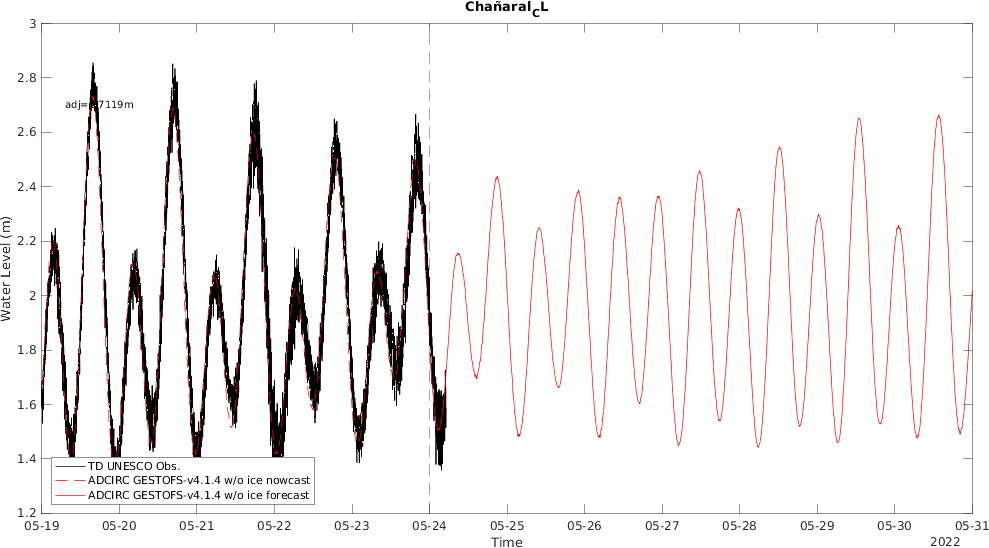 Chañaral_CL
3
2.8
2.6
2.4
2.2
2
1.8
1.6
1.4
1.2
Water Level (m)
TD UNESCO Obs.
ADCIRC GESTOFS-v4.1.4 w/o ice nowcast
ADCIRC GESTOFS-v4.1.4 w/o ice forecast
05-19 05-20 05-21 05-22 05-23 05-24 05-25 05-26 05-27 05-28 05-29 05-30 05-31
Time
2022